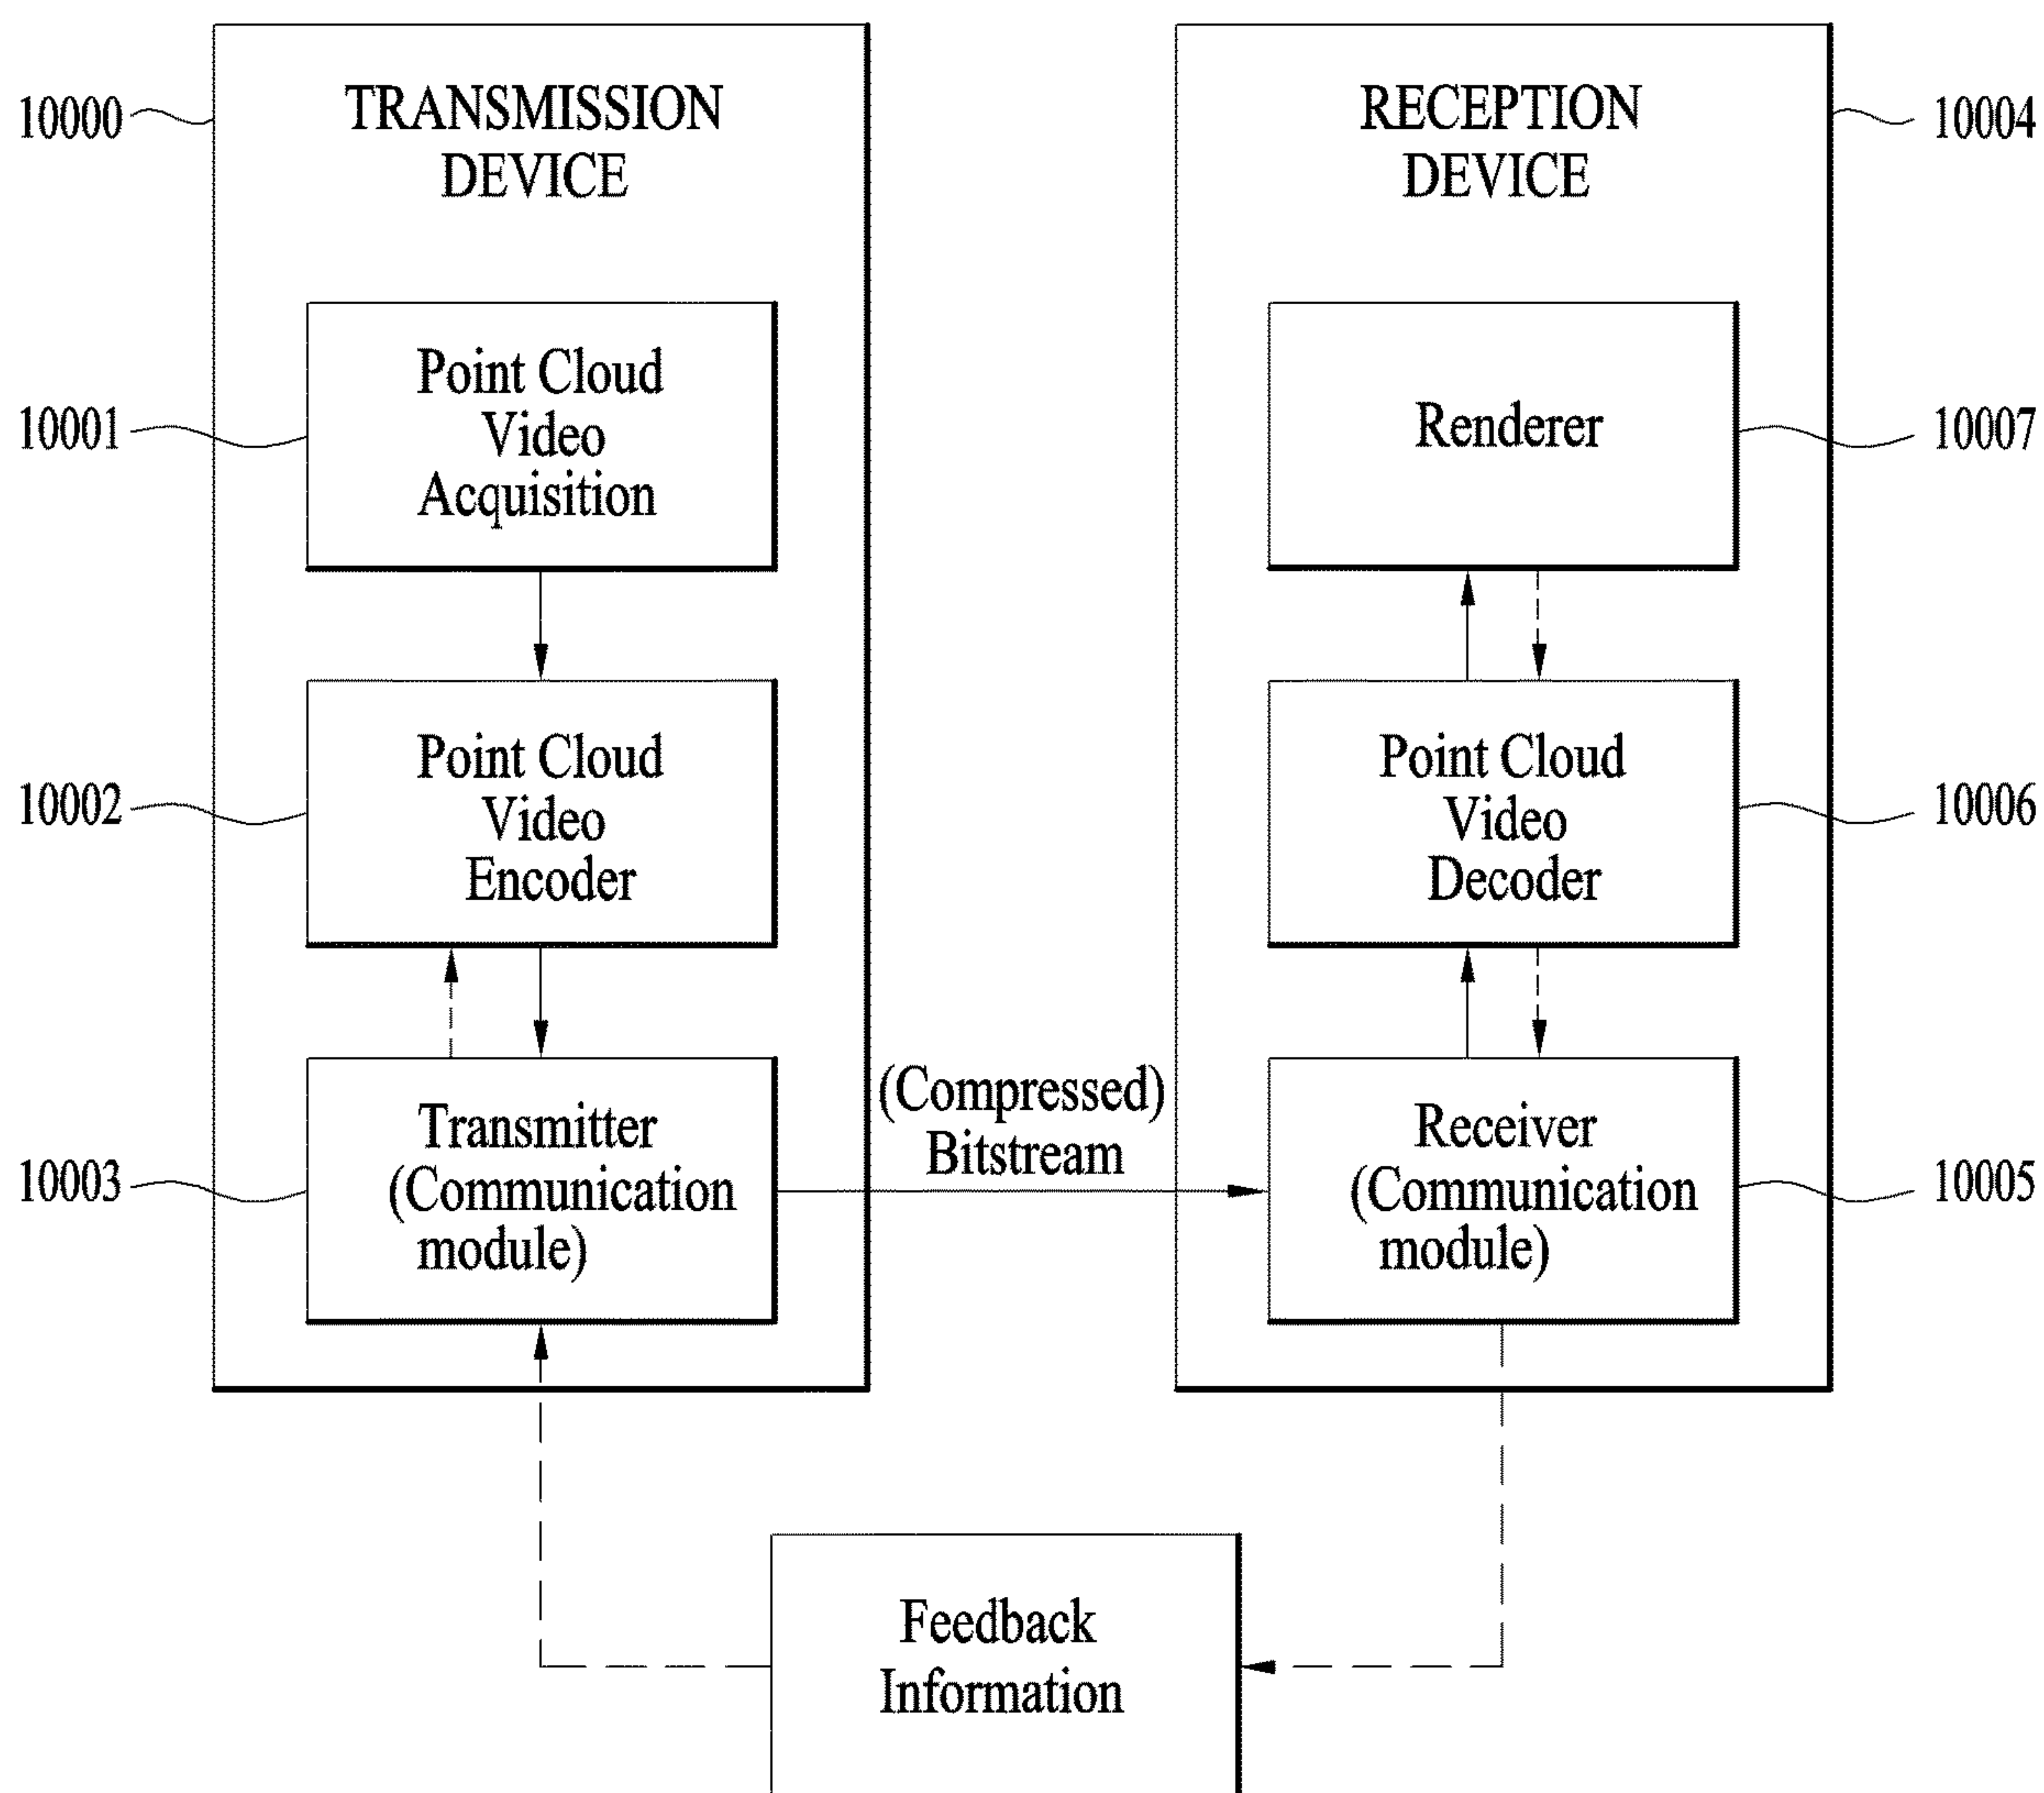 10000
TRANSMISSION
DEVICE
10001
Point Cloud
Video
Acquisition
10002
Point Cloud
Video
Encoder
10003
Transmitter
(Communication
module)
(Compressed)
Bitstream
RECEPTION
DEVICE
10004
Renderer
10007
Point Cloud
Video
Decoder
10006
Receiver
(Communication
module)
10005
Feedback
Information